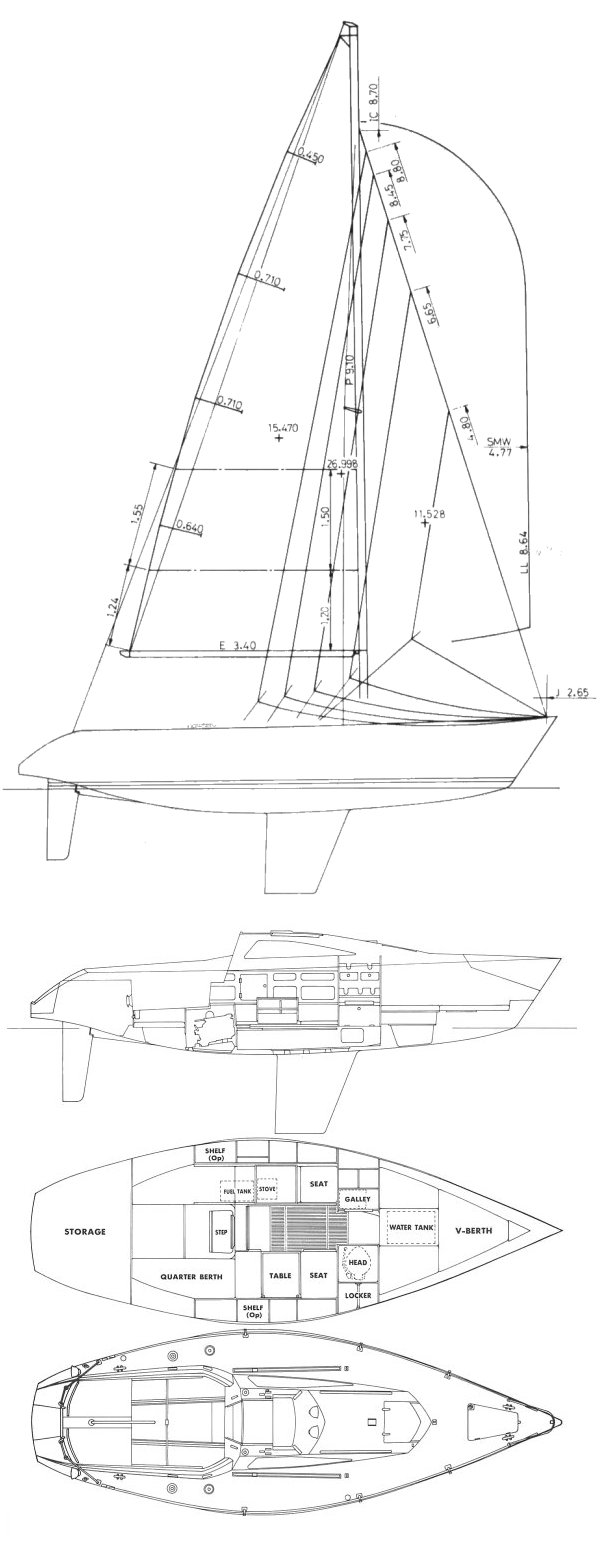 I
IC 8.70
0.450
8.80
8.45
7.75
0.710
6.65
P 9.10
0.710
15.470
4.80
SMW
4.77
26.998
1.55
1.50
11.528
0.640
LL 8.64
1.24
1.20
E 3.40
J 2.65
SHELF
(Op)
FUEL TANK
STOVE
SEAT
GALLEY
STORAGE
STEP
WATER TANK
V-BERTH
QUARTER BERTH
TABLE
SEAT
HEAD
LOCKER
SHELF
(Op)